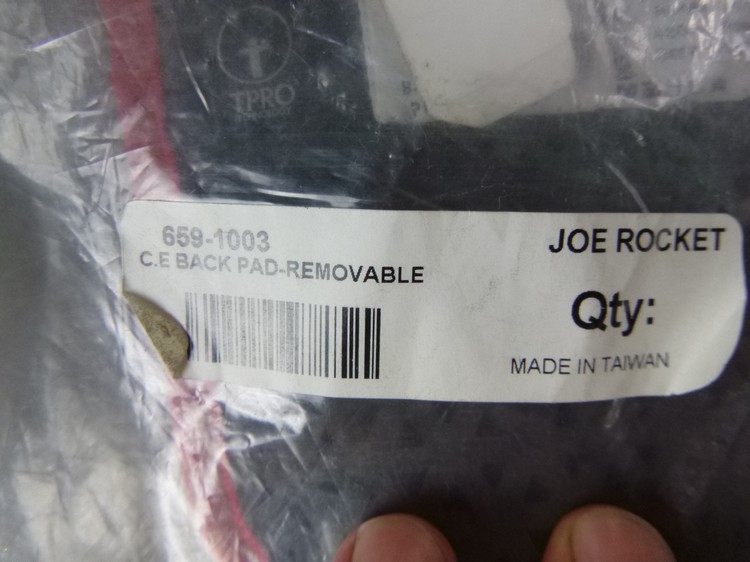 TPRO
659-1003
C.E BACK PAD-REMOVABLE
JOE ROCKET
Qty:
MADE IN TAIWAN